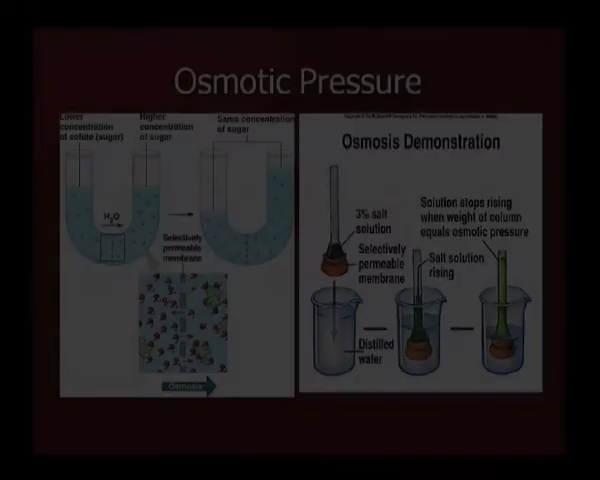 Osmotic Pressure
Lower
concentration
of solute (sugar)
Higher
concentration
of sugar
Same concentration
of sugar
H2O
Selectively
permeable
membrane
Osmosis
Osmosis Demonstration
3% salt
solution
Selectively
permeable
membrane
Distilled
water
Salt solution
rising
Solution stops rising
when weight of column
equals osmotic pressure